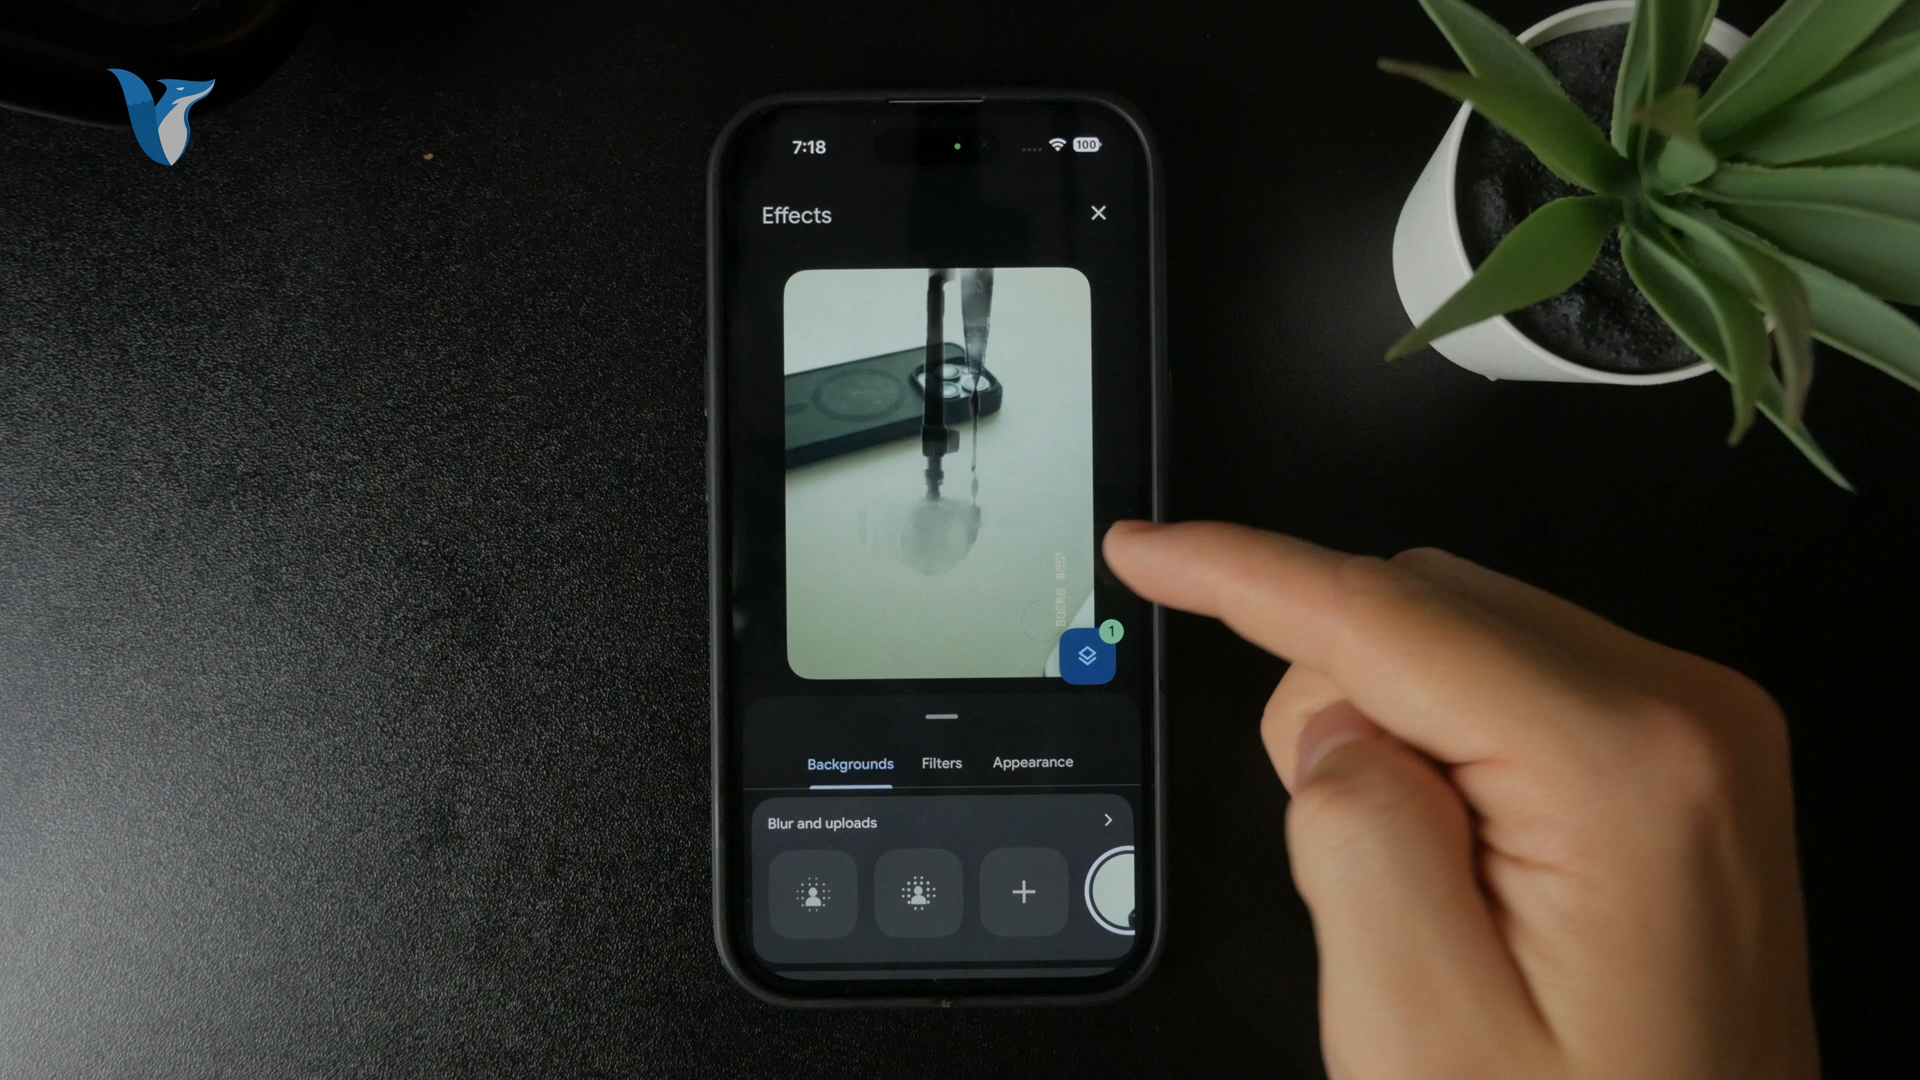 7:18
100
Effects
1
Backgrounds
Filters
Appearance
Blur and uploads